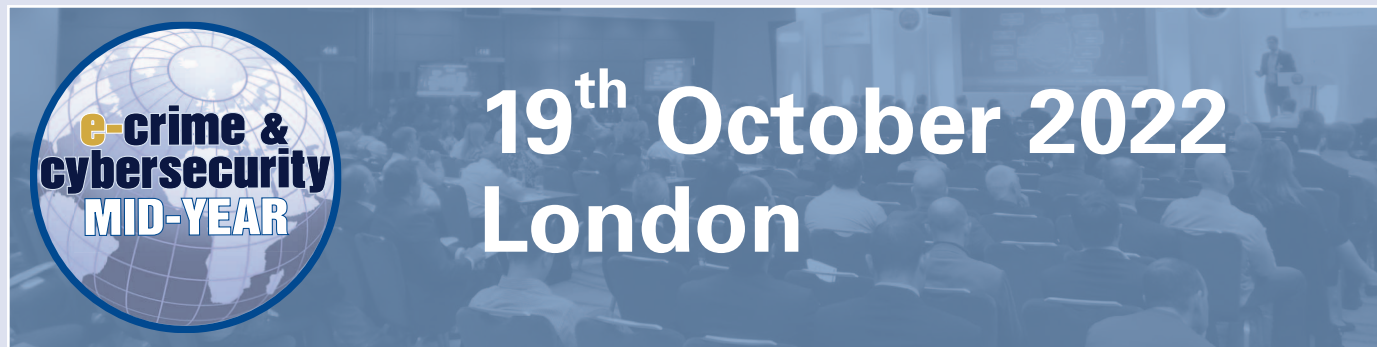 e-crime &
cybersecurity
MID-YEAR
19th October 2022
London